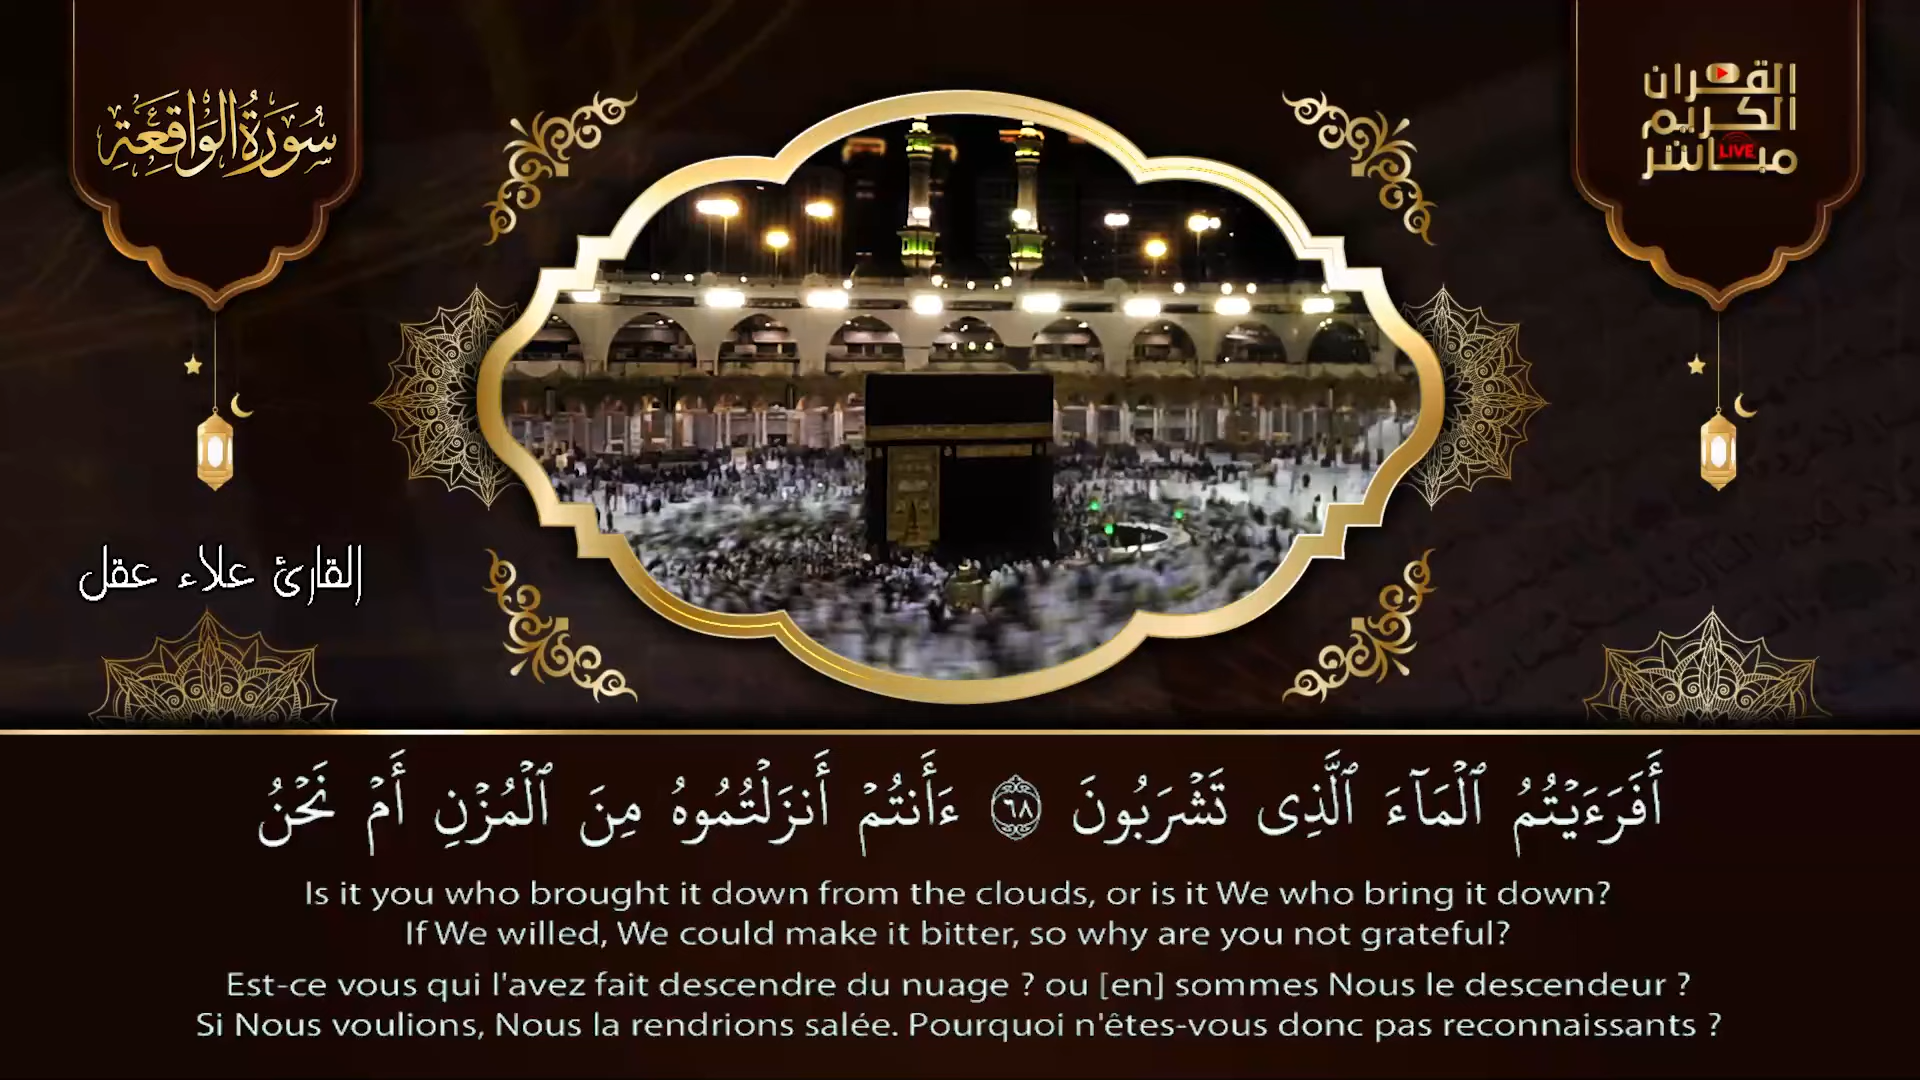 سُورَةُ الوَاقِعَةِ
القران
الكريم
مباشر
LIVE
القارئ علاء عقل
أَفَرَءَيْتُمُ ٱلْمَآءَ ٱلَّذِى تَشْرَبُونَ ٦٨ ءَأَنتُمْ أَنزَلْتُمُوهُ مِنَ ٱلْمُزْنِ أَمْ نَحْنُ
Is it you who brought it down from the clouds, or is it We who bring it down?
If We willed, We could make it bitter, so why are you not grateful?
Est-ce vous qui l'avez fait descendre du nuage ? ou [en] sommes Nous le descendeur ?
Si Nous voulions, Nous la rendrions salée. Pourquoi n'êtes-vous donc pas reconnaissants ?